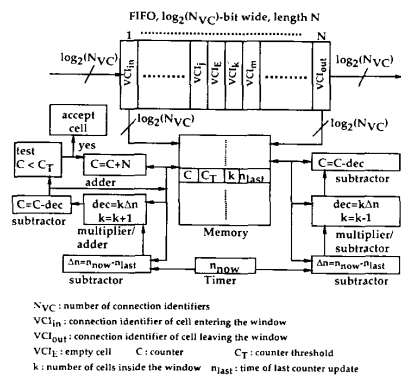 FIFO, log2(NVC)-bit wide, length N
1 N
log2(NVC) log2(NVC)
VCIin VCIj VCIE VCIk VCIm VCIout
log2(NVC) log2(NVC)
accept cell
yes
test C < CT
C=C+N
adder
C=C-dec
subtractor
dec=kΔn
k=k+1
multiplier/adder
Δn=nnow-nlast
subtractor
C CT k nlast
Memory
nnow
Timer
C=C-dec
subtractor
dec=kΔn
k=k-1
multiplier/subtractor
Δn=nnow-nlast
subtractor
NVC : number of connection identifiers
VCIin : connection identifier of cell entering the window
VCIout : connection identifier of cell leaving the window
VCIE : empty cell C : counter CT : counter threshold
k : number of cells inside the window nlast : time of last counter update